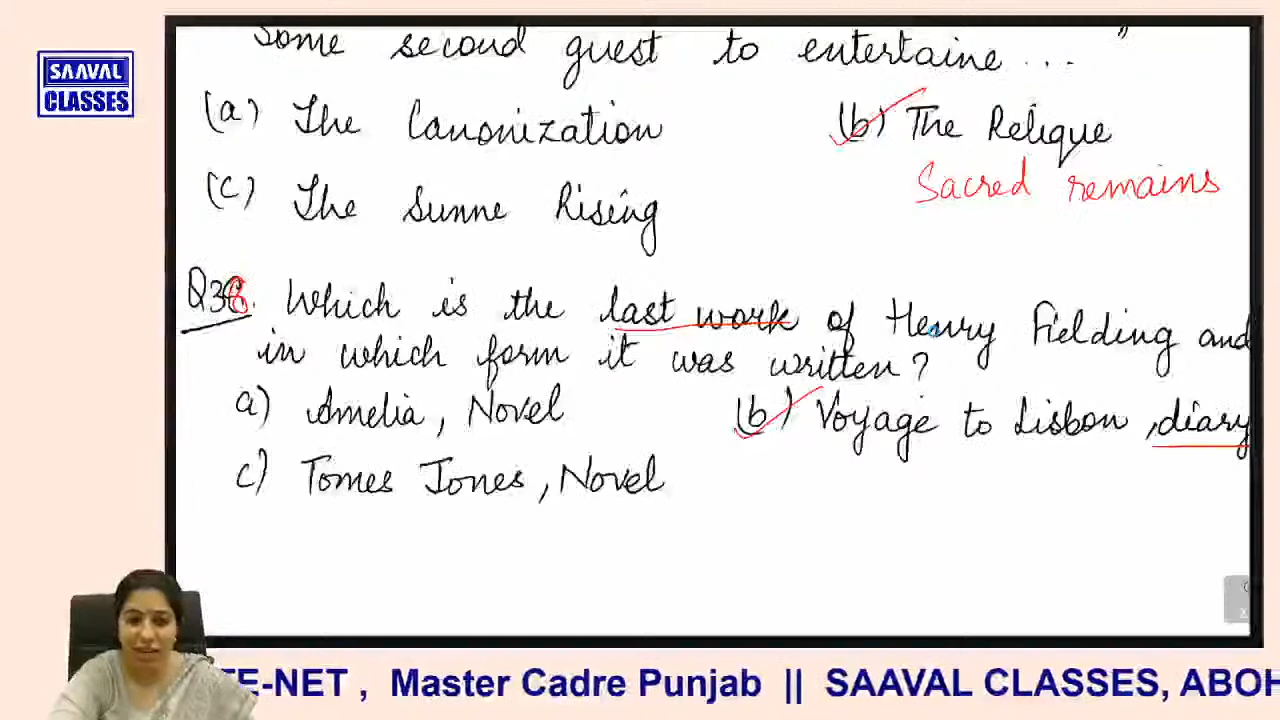 SAAVAL
CLASSES
Some second guest to entertaine ... "
(a) The Canonization (b) The Relique
Sacred remains
(c) The Sunne Rising
Q38. Which is the last work of Henry Fielding and
in which form it was written?
a) Amelia, Novel (b) Voyage to Lisbon, diary
c) Tomes Jones, Novel
TE-NET , Master Cadre Punjab || SAAVAL CLASSES, ABOH